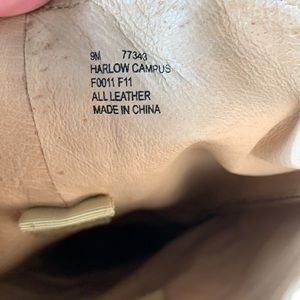 9M 77343
HARLOW CAMPUS
F0011 F11
ALL LEATHER
MADE IN CHINA